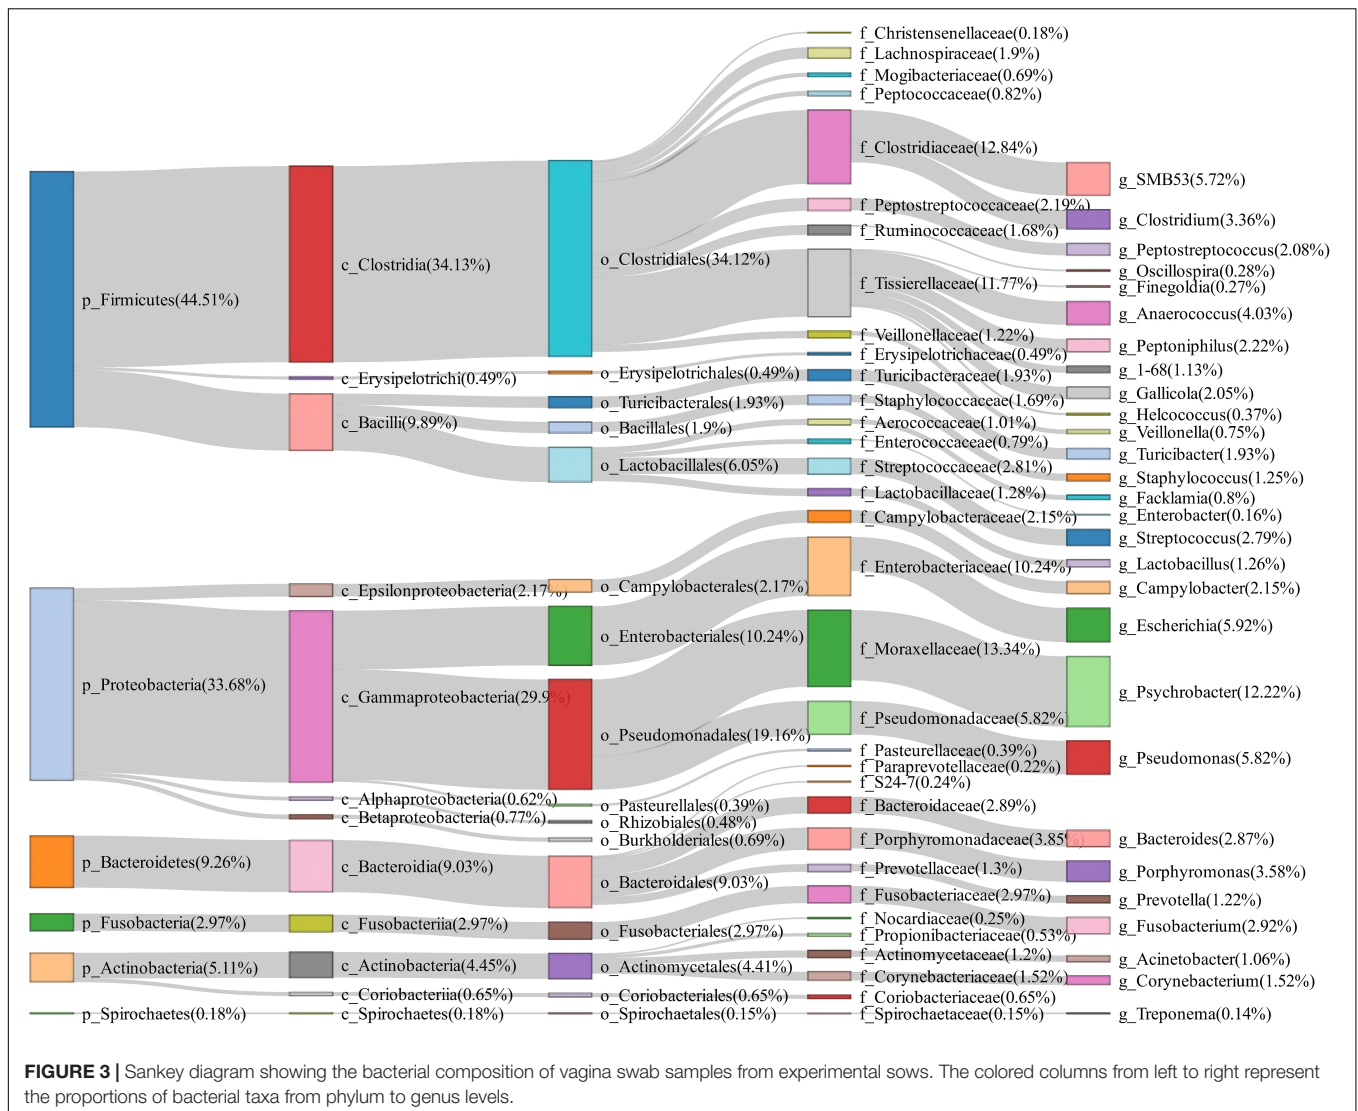 p_Firmicutes(44.51%)
p_Proteobacteria(33.68%)
p_Bacteroidetes(9.26%)
p_Fusobacteria(2.97%)
p_Actinobacteria(5.11%)
p_Spirochaetes(0.18%)
c_Clostridia(34.13%)
c_Erysipelotrichi(0.49%)
c_Bacilli(9.89%)
c_Epsilonproteobacteria(2.17%)
c_Gammaproteobacteria(29.9%)
c_Alphaproteobacteria(0.62%)
c_Betaproteobacteria(0.77%)
c_Bacteroidia(9.03%)
c_Fusobacteriia(2.97%)
c_Actinobacteria(4.45%)
c_Coriobacteriia(0.65%)
c_Spirochaetes(0.18%)
o_Clostridiales(34.12%)
o_Erysipelotrichales(0.49%)
o_Turicibacterales(1.93%)
o_Bacillales(1.9%)
o_Lactobacillales(6.05%)
o_Campylobacterales(2.17%)
o_Enterobacteriales(10.24%)
o_Pseudomonadales(19.16%)
o_Pasteurellales(0.39%)
o_Rhizobiales(0.48%)
o_Burkholderiales(0.69%)
o_Bacteroidales(9.03%)
o_Fusobacteriales(2.97%)
o_Actinomycetales(4.41%)
o_Coriobacteriales(0.65%)
o_Spirochaetales(0.15%)
f_Christensenellaceae(0.18%)
f_Lachnospiraceae(1.9%)
f_Mogibacteriaceae(0.69%)
f_Peptococcaceae(0.82%)
f_Clostridiaceae(12.84%)
f_Peptostreptococcaceae(2.19%)
f_Ruminococcaceae(1.68%)
f_Tissierellaceae(11.77%)
f_Veillonellaceae(1.22%)
f_Erysipelotrichaceae(0.49%)
f_Turicibacteraceae(1.93%)
f_Staphylococcaceae(1.69%)
f_Aerococcaceae(1.01%)
f_Enterococcaceae(0.79%)
f_Streptococcaceae(2.81%)
f_Lactobacillaceae(1.28%)
f_Campylobacteraceae(2.15%)
f_Enterobacteriaceae(10.24%)
f_Moraxellaceae(13.34%)
f_Pseudomonadaceae(5.82%)
f_Pasteurellaceae(0.39%)
f_Paraprevotellaceae(0.22%)
f_S24-7(0.24%)
f_Bacteroidaceae(2.89%)
f_Porphyromonadaceae(3.85%)
f_Prevotellaceae(1.3%)
f_Fusobacteriaceae(2.97%)
f_Nocardiaceae(0.25%)
f_Propionibacteriaceae(0.53%)
f_Actinomycetaceae(1.2%)
f_Corynebacteriaceae(1.52%)
f_Coriobacteriaceae(0.65%)
f_Spirochaetaceae(0.15%)
g_SMB53(5.72%)
g_Clostridium(3.36%)
g_Peptostreptococcus(2.08%)
g_Oscillospira(0.28%)
g_Finegoldia(0.27%)
g_Anaerococcus(4.03%)
g_Peptoniphilus(2.22%)
g_1-68(1.13%)
g_Gallicola(2.05%)
g_Helcococcus(0.37%)
g_Veillonella(0.75%)
g_Turicibacter(1.93%)
g_Staphylococcus(1.25%)
g_Facklamia(0.8%)
g_Enterobacter(0.16%)
g_Streptococcus(2.79%)
g_Lactobacillus(1.26%)
g_Campylobacter(2.15%)
g_Escherichia(5.92%)
g_Psychrobacter(12.22%)
g_Pseudomonas(5.82%)
g_Bacteroides(2.87%)
g_Porphyromonas(3.58%)
g_Prevotella(1.22%)
g_Fusobacterium(2.92%)
g_Acinetobacter(1.06%)
g_Corynebacterium(1.52%)
g_Treponema(0.14%)
FIGURE 3 | Sankey diagram showing the bacterial composition of vagina swab samples from experimental sows. The colored columns from left to right represent
the proportions of bacterial taxa from phylum to genus levels.